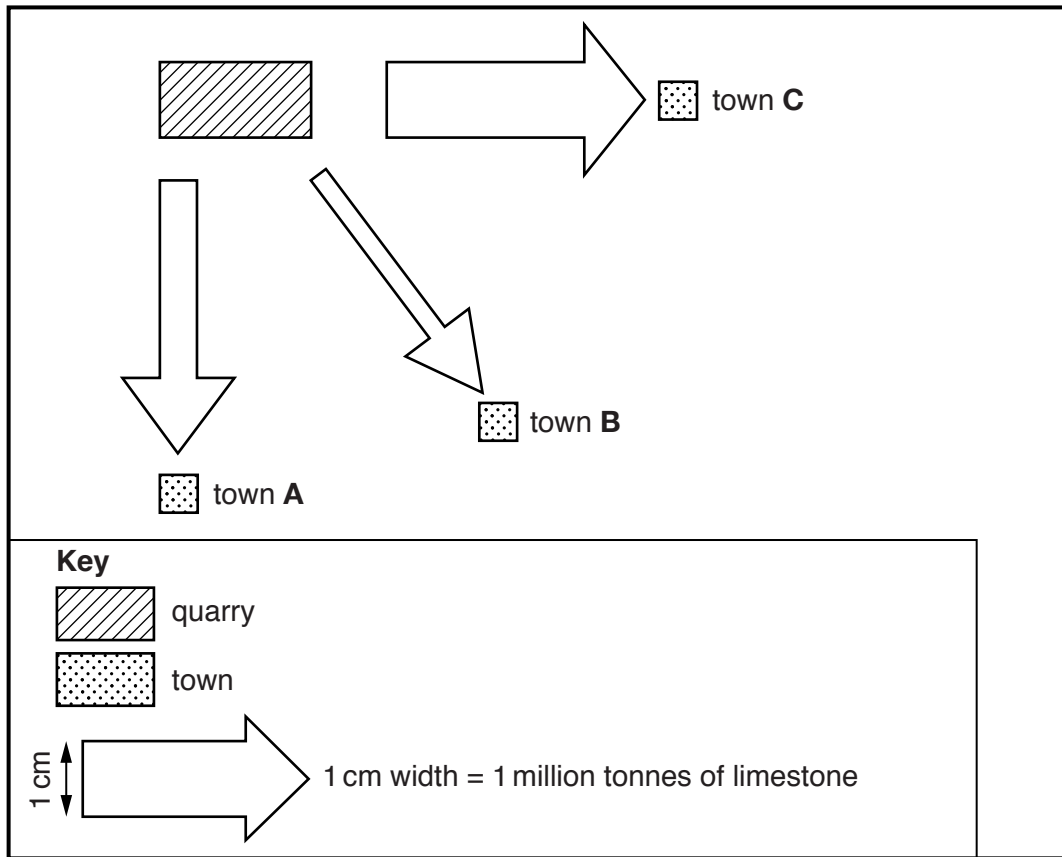 town C
town B
town A
Key
quarry
town
1 cm
1 cm width = 1 million tonnes of limestone